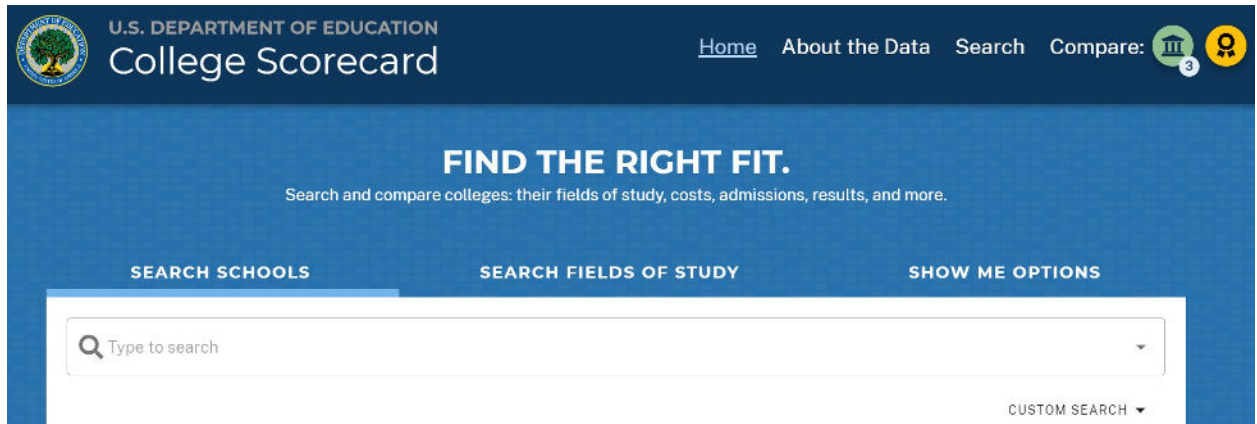 U.S. DEPARTMENT OF EDUCATION
College Scorecard
Home About the Data Search Compare: 3
FIND THE RIGHT FIT.
Search and compare colleges: their fields of study, costs, admissions, results, and more.
SEARCH SCHOOLS SEARCH FIELDS OF STUDY SHOW ME OPTIONS
Type to search
CUSTOM SEARCH